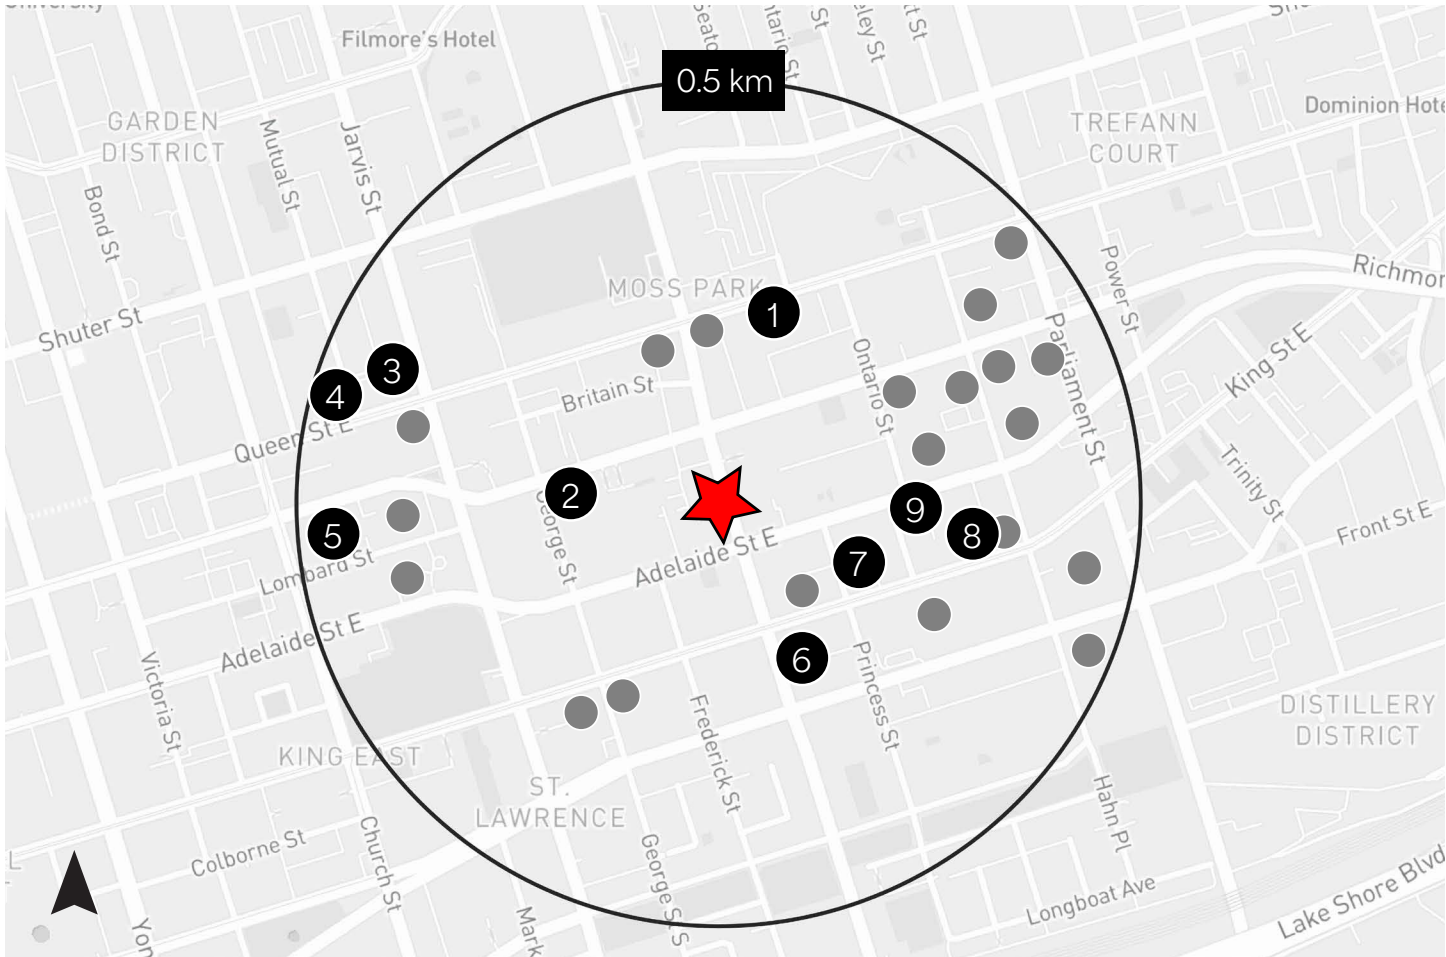 Filmore's Hotel
0.5 km
GARDEN
DISTRICT
Mutual St
Jarvis St
Bond St
Dominion Hote
TREFANN
COURT
Shuter St
MOSS PARK
1
Power St
Richmon
3
4
Britain St
Ontario St
Parliament St
King St E
Queen St E
2
5
George St
Lombard St
Adelaide St E
9
8
7
Trinity St
Front St E
Adelaide St E
6
Victoria St
Princess St
Frederick St
DISTILLERY
DISTRICT
KING EAST
ST.
LAWRENCE
Hahn Pl
Colborne St
Church St
George S
Longboat Ave
Lake Shore Blvd
Yon
Mark